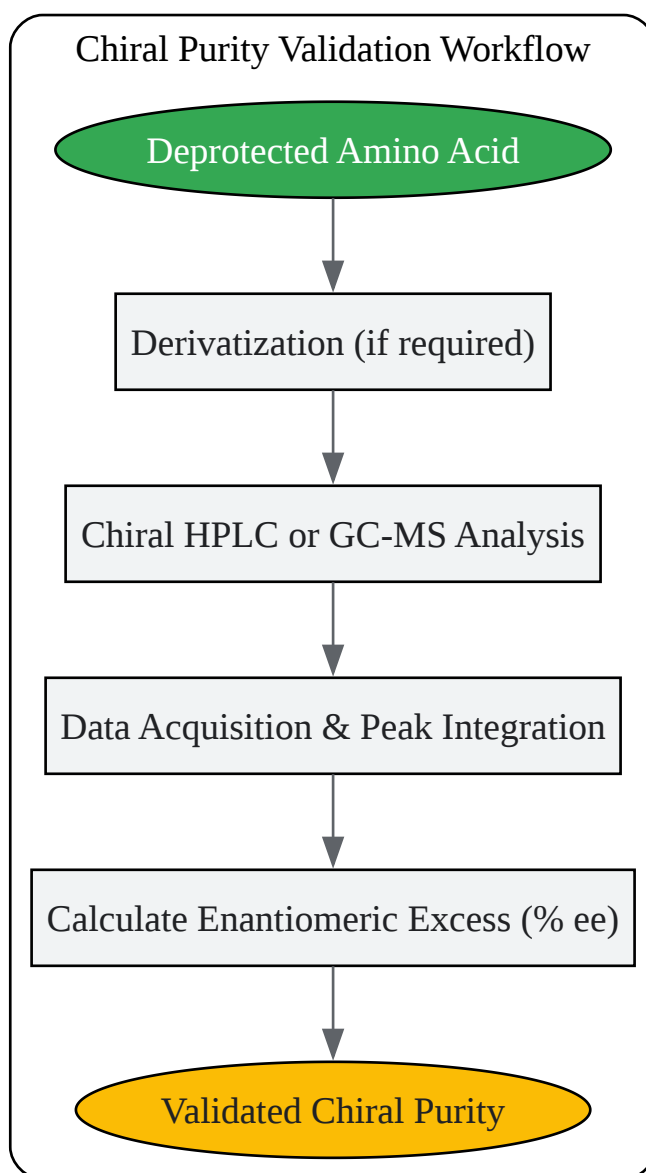 Chiral Purity Validation Workflow
Deprotected Amino Acid
Derivatization (if required)
Chiral HPLC or GC-MS Analysis
Data Acquisition & Peak Integration
Calculate Enantiomeric Excess (% ee)
Validated Chiral Purity